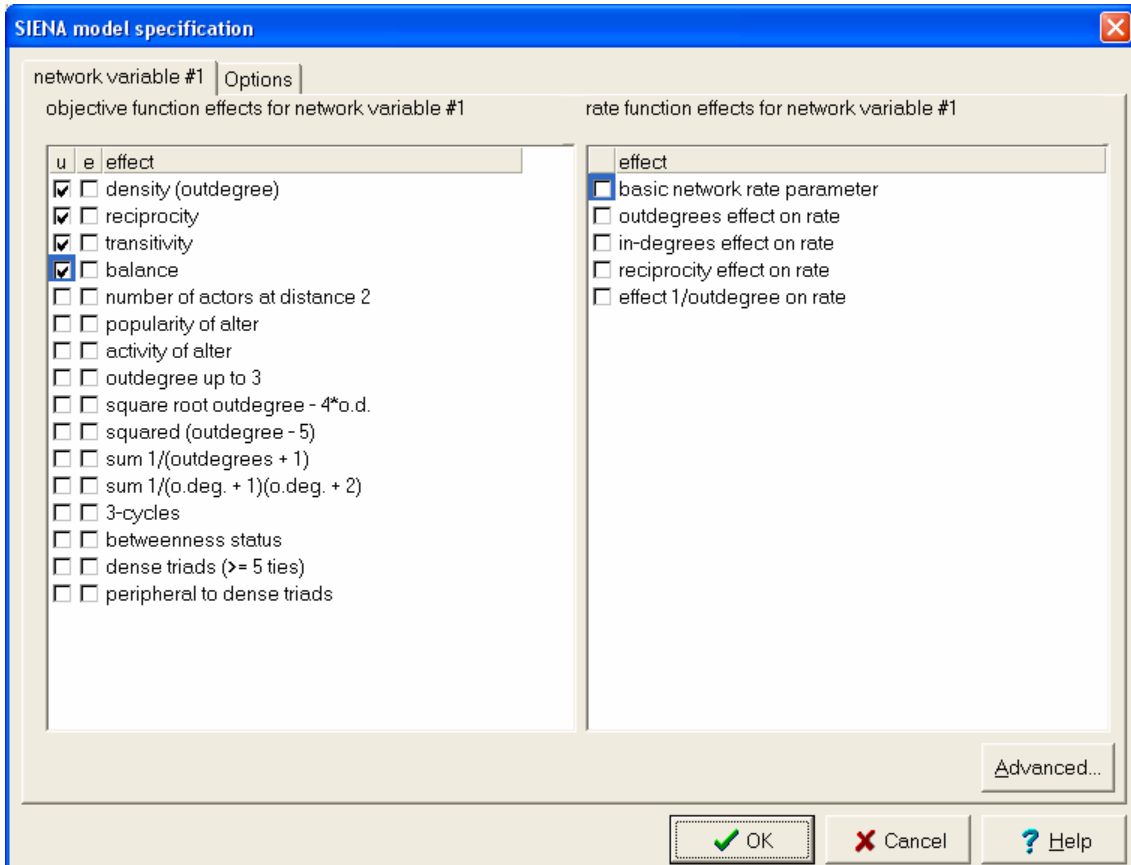 SIENA model specification
network variable #1 Options
objective function effects for network variable #1
u e effect
density (outdegree)
reciprocity
transitivity
balance
number of actors at distance 2
popularity of alter
activity of alter
outdegree up to 3
square root outdegree - 4*o.d.
squared (outdegree - 5)
sum 1/(outdegrees + 1)
sum 1/(o.deg. + 1)(o.deg. + 2)
3-cycles
betweenness status
dense triads (>= 5 ties)
peripheral to dense triads
rate function effects for network variable #1
effect
basic network rate parameter
outdegrees effect on rate
in-degrees effect on rate
reciprocity effect on rate
effect 1/outdegree on rate
Advanced...
OK Cancel ? Help